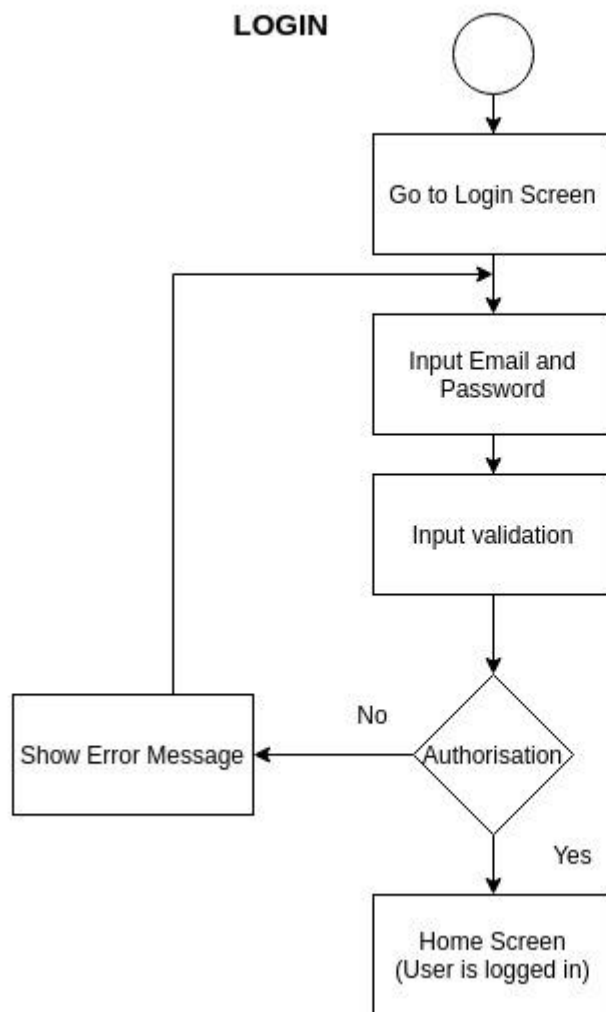 LOGIN
Go to Login Screen
Input Email and
Password
Input validation
No
Show Error Message
Authorisation
Yes
Home Screen
(User is logged in)